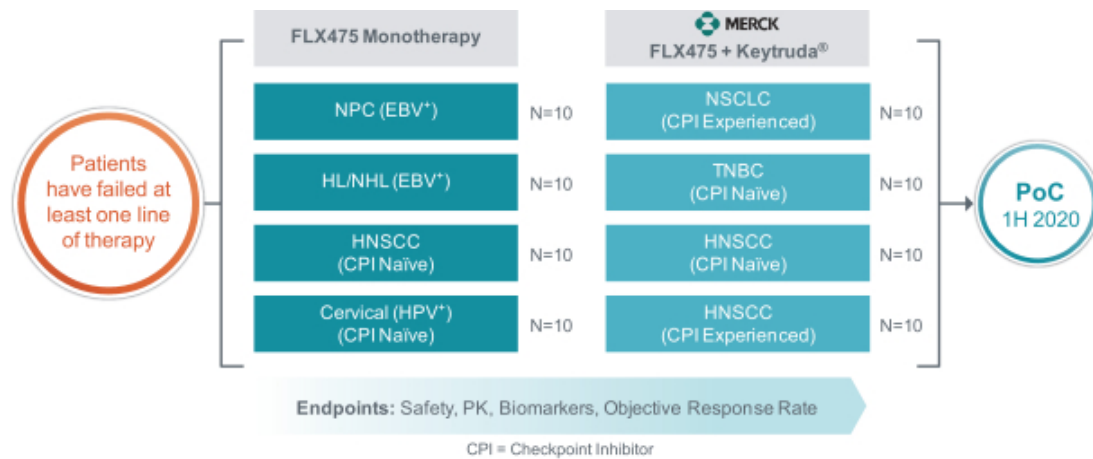 FLX475 Monotherapy
MERCK
FLX475 + Keytruda®
Patients
have failed at
least one line
of therapy
NPC (EBV⁺)
N=10
NSCLC
(CPI Experienced)
N=10
HL/NHL (EBV⁺)
N=10
TNBC
(CPI Naïve)
N=10
HNSCC
(CPI Naïve)
N=10
HNSCC
(CPI Naïve)
N=10
Cervical (HPV⁺)
(CPI Naïve)
N=10
HNSCC
(CPI Experienced)
N=10
PoC
1H 2020
Endpoints: Safety, PK, Biomarkers, Objective Response Rate
CPI = Checkpoint Inhibitor